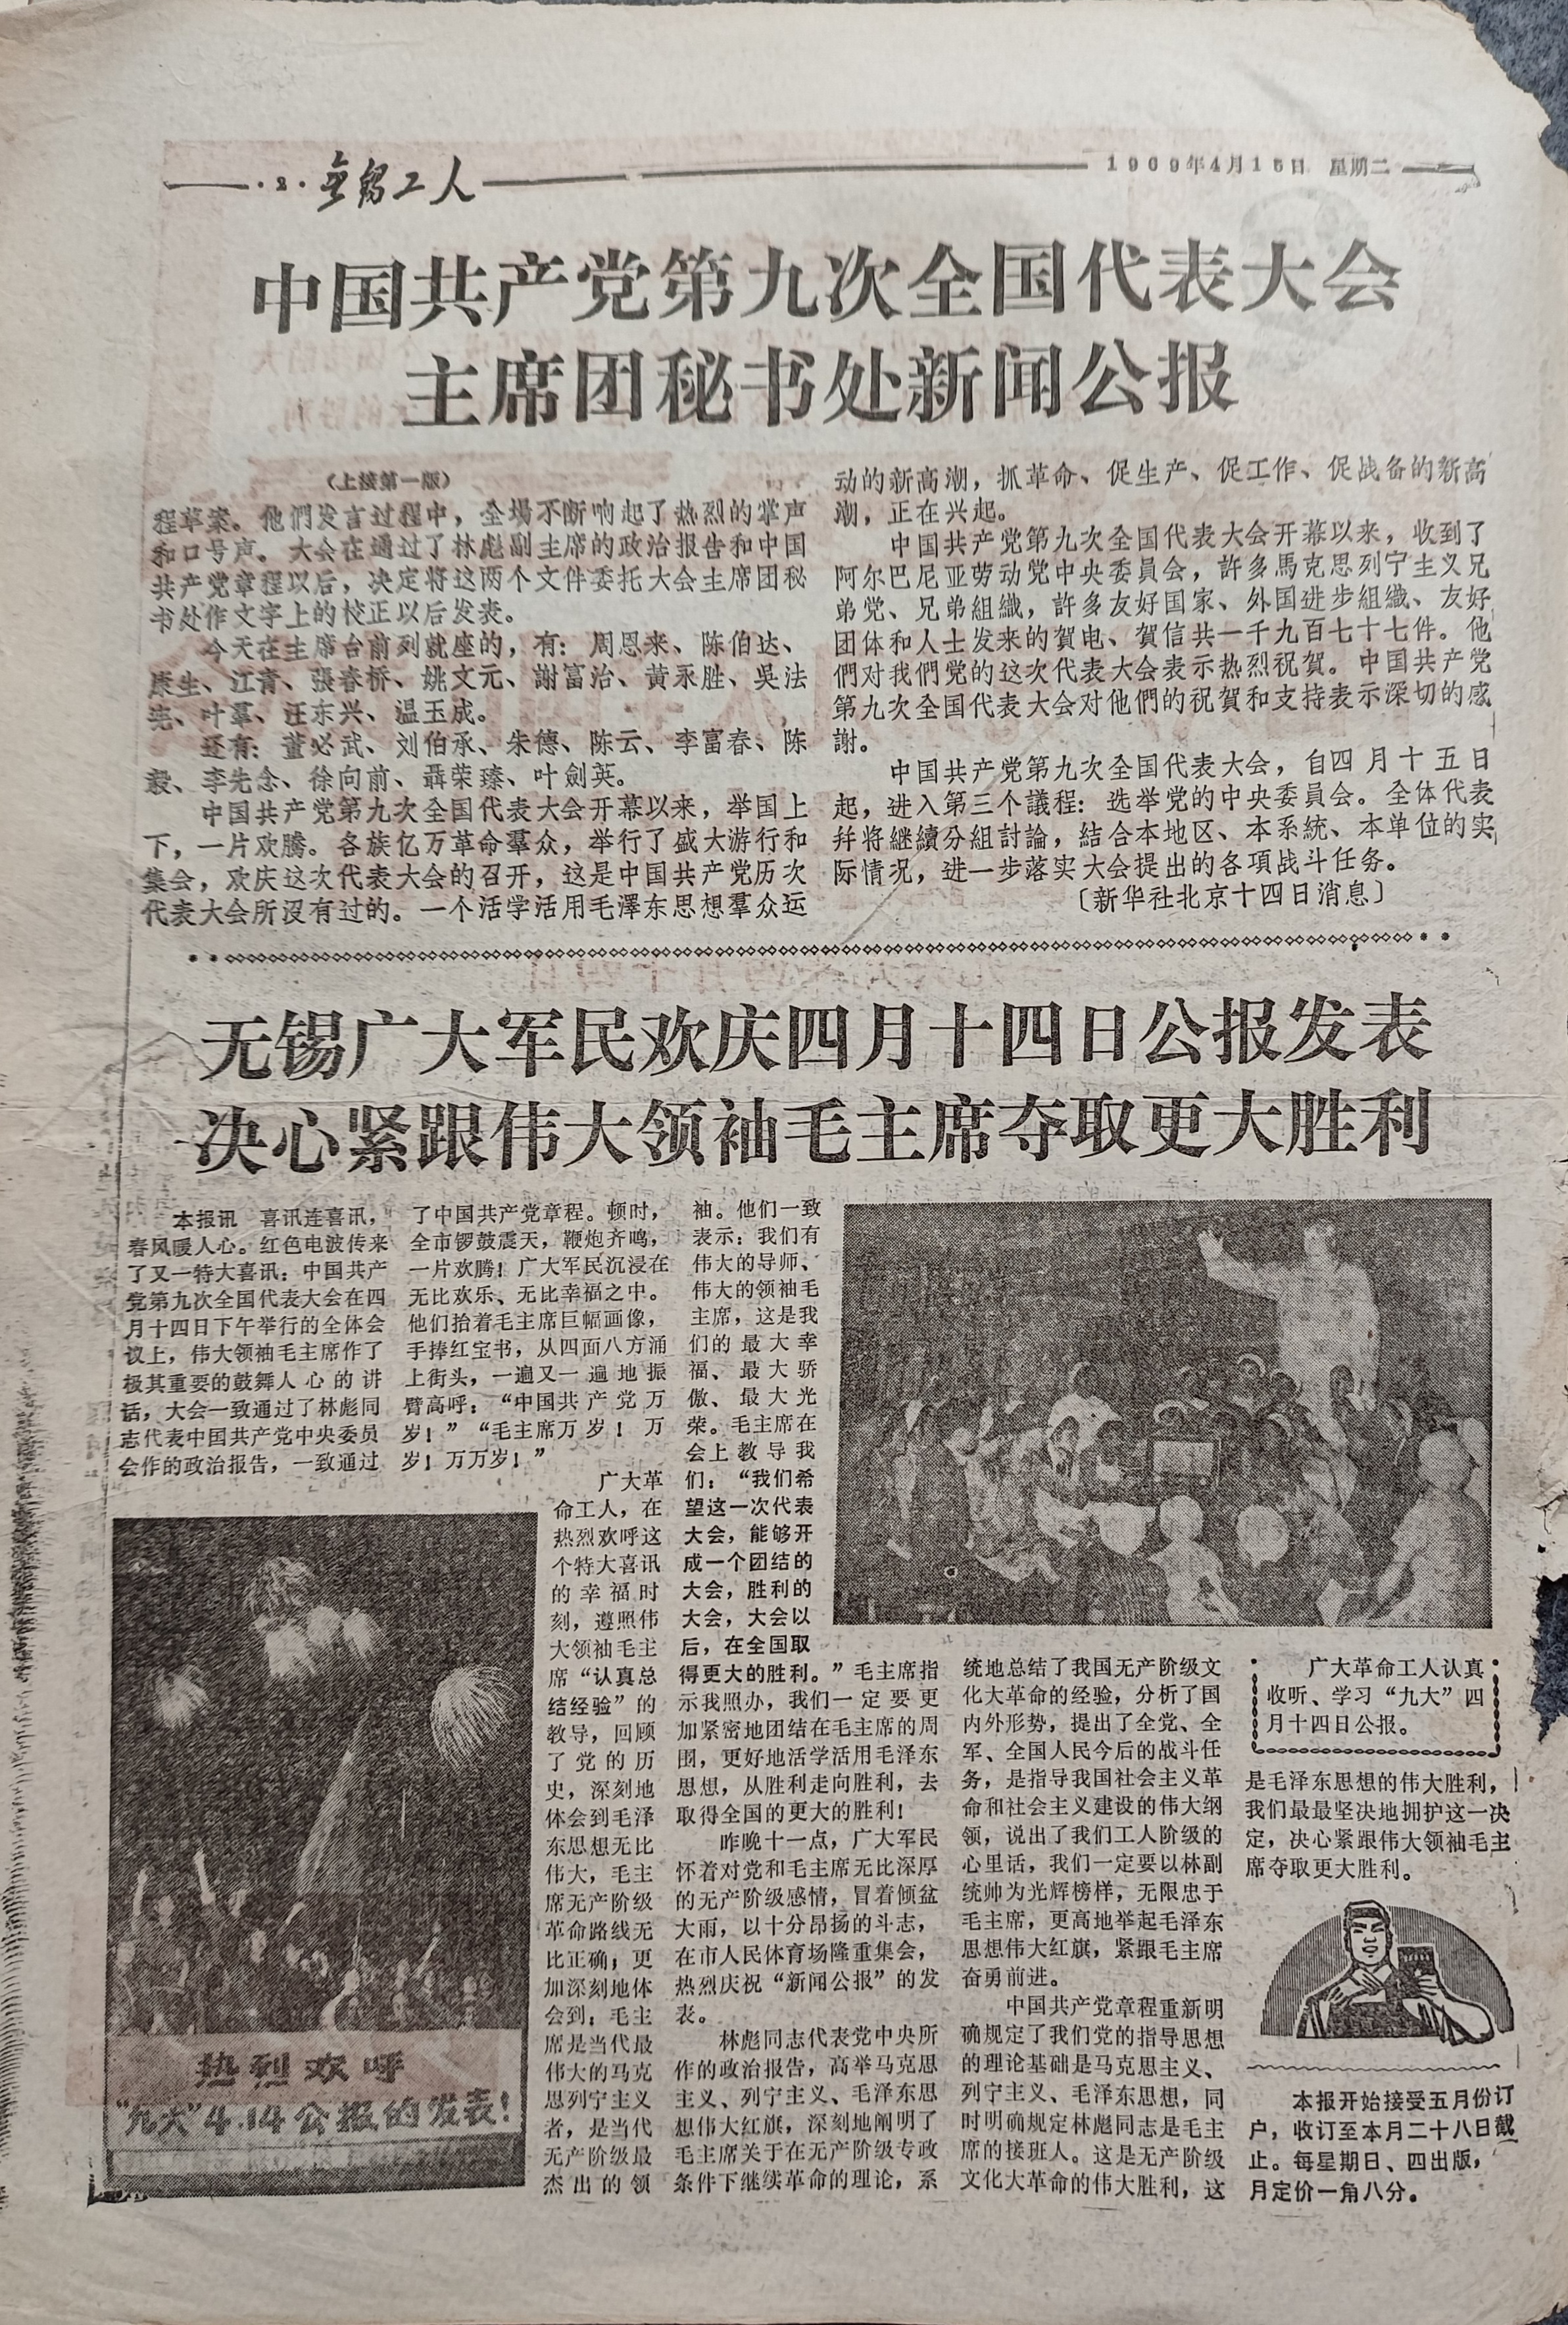 ·2· 無錫工人
1969年4月15日 星期二
中国共产党第九次全国代表大会
主席团秘书处新闻公报
（上接第一版）
程草案。他們发言过程中，全場不断响起了热烈的掌声
和口号声。大会在通过了林彪副主席的政治报告和中国
共产党章程以后，决定将这两个文件委托大会主席团秘
书处作文字上的校正以后发表。
今天在主席台前列就座的，有：周恩来、陈伯达、
康生、江青、張春桥、姚文元、謝富治、黄永胜、吳法
宪、叶羣、汪东兴、温玉成。
还有：董必武、刘伯承、朱德、陈云、李富春、陈
毅、李先念、徐向前、聶荣臻、叶劍英。
中国共产党第九次全国代表大会开幕以来，举国上
下，一片欢腾。各族亿万革命羣众，举行了盛大游行和
集会，欢庆这次代表大会的召开，这是中国共产党历次
代表大会所沒有过的。一个活学活用毛澤东思想羣众运
动的新高潮，抓革命、促生产、促工作、促战备的新高
潮，正在兴起。
中国共产党第九次全国代表大会开幕以来，收到了
阿尔巴尼亚劳动党中央委員会，許多馬克思列宁主义兄
弟党、兄弟組織，許多友好国家、外国进步組織、友好
团体和人士发来的賀电、賀信共一千九百七十七件。他
們对我們党的这次代表大会表示热烈祝賀。中国共产党
第九次全国代表大会对他們的祝賀和支持表示深切的感
謝。
中国共产党第九次全国代表大会，自四月十五日
起，进入第三个議程：选举党的中央委員会。全体代表
幷将継續分組討論，結合本地区、本系統、本单位的实
际情况，进一步落实大会提出的各項战斗任务。
〔新华社北京十四日消息〕
无锡广大军民欢庆四月十四日公报发表
决心紧跟伟大领袖毛主席夺取更大胜利
本报讯 喜讯连喜讯，
春风暖人心。红色电波传来
了又一特大喜讯：中国共产
党第九次全国代表大会在四
月十四日下午举行的全体会
议上，伟大领袖毛主席作了
极其重要的鼓舞人心的讲
话，大会一致通过了林彪同
志代表中国共产党中央委员
会作的政治报告，一致通过
了中国共产党章程。顿时，
全市锣鼓震天，鞭炮齐鸣，
一片欢腾！广大军民沉浸在
无比欢乐、无比幸福之中。
他们抬着毛主席巨幅画像，
手捧红宝书，从四面八方涌
上街头，一遍又一遍地振
臂高呼：“中国共产党万
岁！”“毛主席万岁！万
岁！万万岁！”
广大革
命工人，在
热烈欢呼这
个特大喜讯
的幸福时
刻，遵照伟
大领袖毛主
席“认真总
结经验”的
教导，回顾
了党的历
史，深刻地
体会到毛泽
东思想无比
伟大，毛主
席无产阶级
革命路线无
比正确；更
加深刻地体
会到：毛主
席是当代最
伟大的马克
思列宁主义
者，是当代
无产阶级最
杰出的领
袖。他们一致
表示：我们有
伟大的导师、
伟大的领袖毛
主席，这是我
们的最大幸
福、最大骄
傲、最大光
荣。毛主席在
会上教导我
们：“我们希
望这一次代表
大会，能够开
成一个团结的
大会，胜利的
大会，大会以
后，在全国取
得更大的胜利。”毛主席指
示我照办，我们一定要更
加紧密地团结在毛主席的周
围，更好地活学活用毛泽东
思想，从胜利走向胜利，去
取得全国的更大的胜利！
昨晚十一点，广大军民
怀着对党和毛主席无比深厚
的无产阶级感情，冒着倾盆
大雨，以十分昂扬的斗志，
在市人民体育场隆重集会，
热烈庆祝“新闻公报”的发
表。
林彪同志代表党中央所
作的政治报告，高举马克思
主义、列宁主义、毛泽东思
想伟大红旗，深刻地阐明了
毛主席关于在无产阶级专政
条件下继续革命的理论，系
统地总结了我国无产阶级文
化大革命的经验，分析了国
内外形势，提出了全党、全
军、全国人民今后的战斗任
务，是指导我国社会主义革
命和社会主义建设的伟大纲
领，说出了我们工人阶级的
心里话，我们一定要以林副
统帅为光辉榜样，无限忠于
毛主席，更高地举起毛泽东
思想伟大红旗，紧跟毛主席
奋勇前进。
中国共产党章程重新明
确规定了我们党的指导思想
的理论基础是马克思主义、
列宁主义、毛泽东思想，同
时明确规定林彪同志是毛主
席的接班人。这是无产阶级
文化大革命的伟大胜利，这
是毛泽东思想的伟大胜利，
我们最最坚决地拥护这一决
定，决心紧跟伟大领袖毛主
席夺取更大胜利。
广大革命工人认真
收听、学习“九大”四
月十四日公报。
热烈欢呼
“九大”4.14公报的发表！
本报开始接受五月份订
户，收订至本月二十八日截
止。每星期日、四出版，
月定价一角八分。